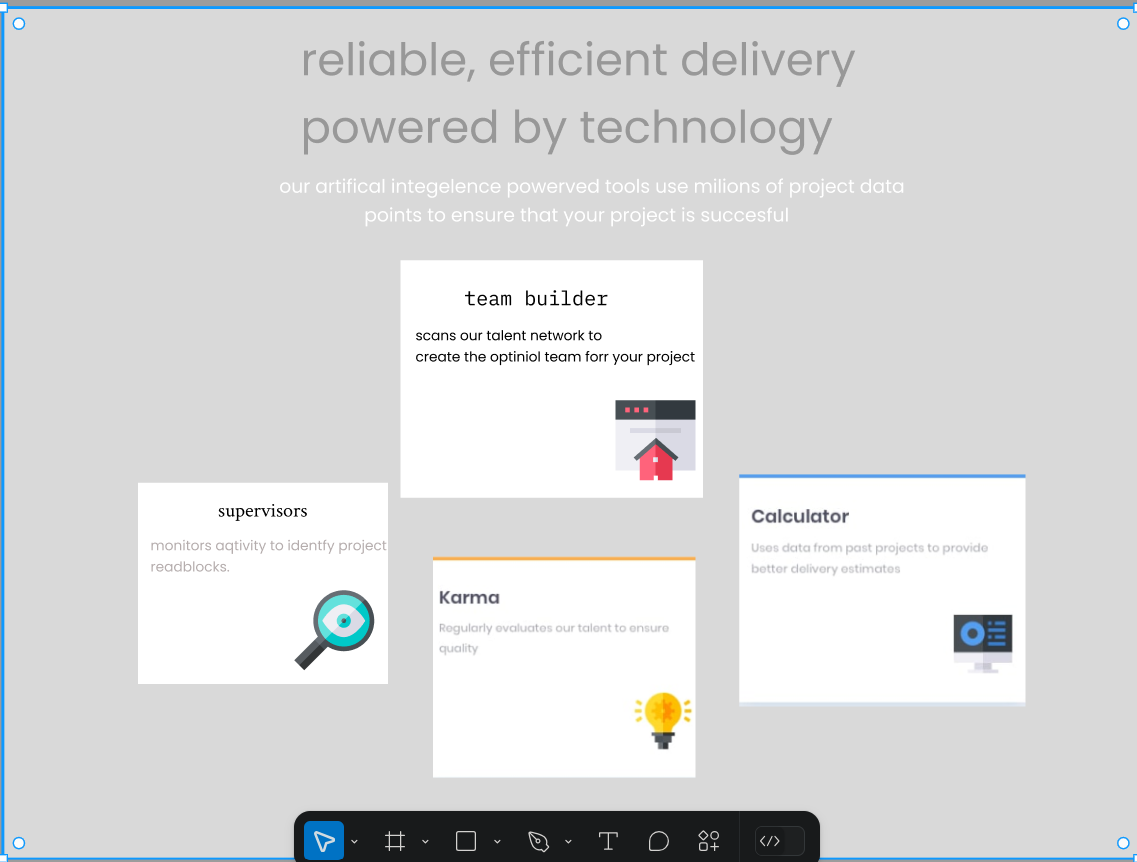 reliable, efficient delivery
powered by technology
our artifical integelence powerved tools use milions of project data
points to ensure that your project is succesful
team builder
scans our talent network to
create the optiniol team forr your project
supervisors
monitors aqtivity to identfy project
readblocks.
Calculator
Uses data from past projects to provide
better delivery estimates
Karma
Regularly evaluates our talent to ensure
quality